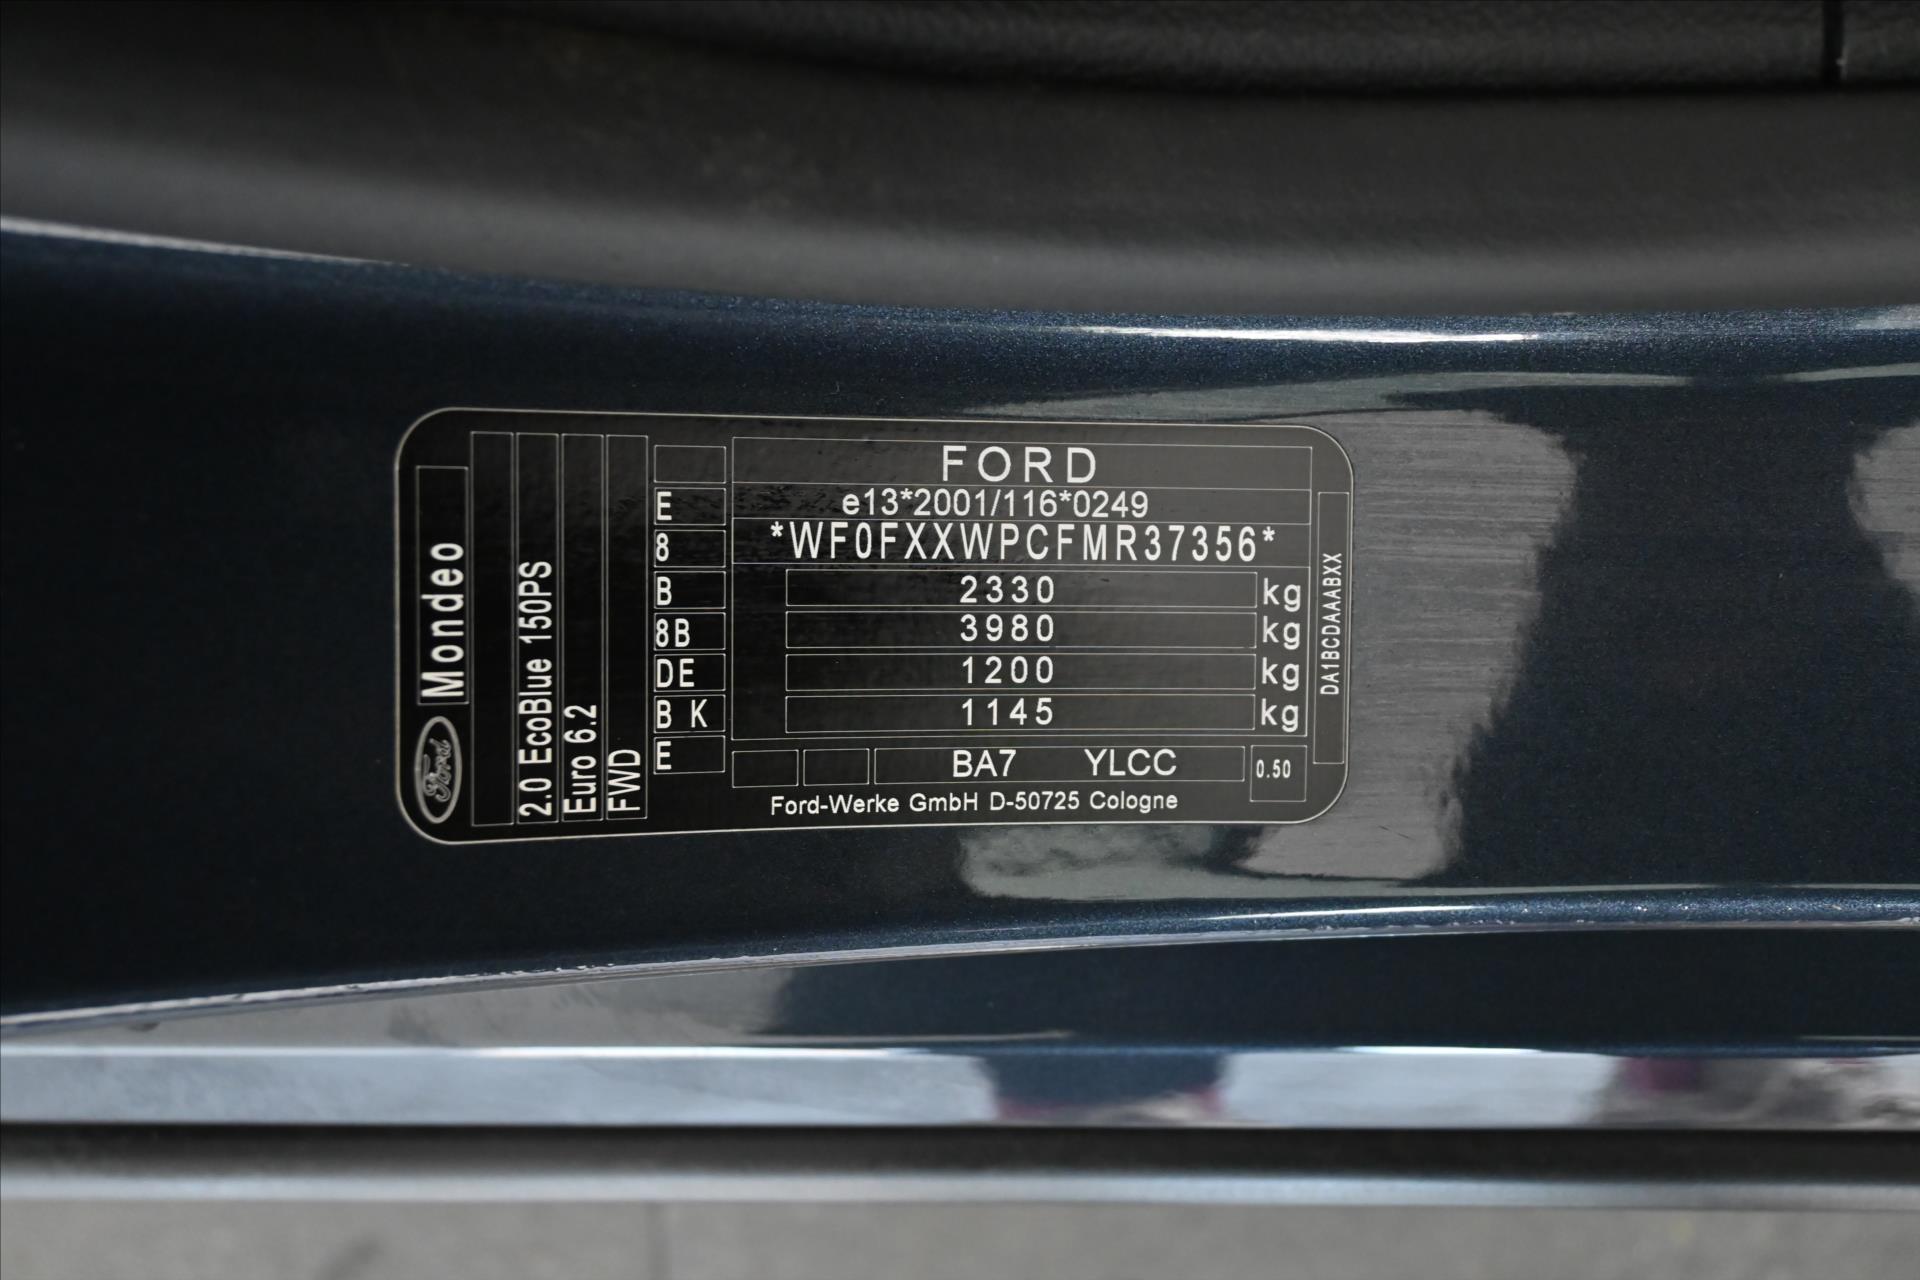 Ford
Mondeo
2.0 EcoBlue 150PS
Euro 6.2
FWD
FORD
E e13*2001/116*0249
8 *WF0FXXWPCFMR37356*
B 2330 kg
8B 3980 kg
DE 1200 kg
B K 1145 kg
E BA7 YLCC 0.50
Ford-Werke GmbH D-50725 Cologne
DA1BCDAAABXX